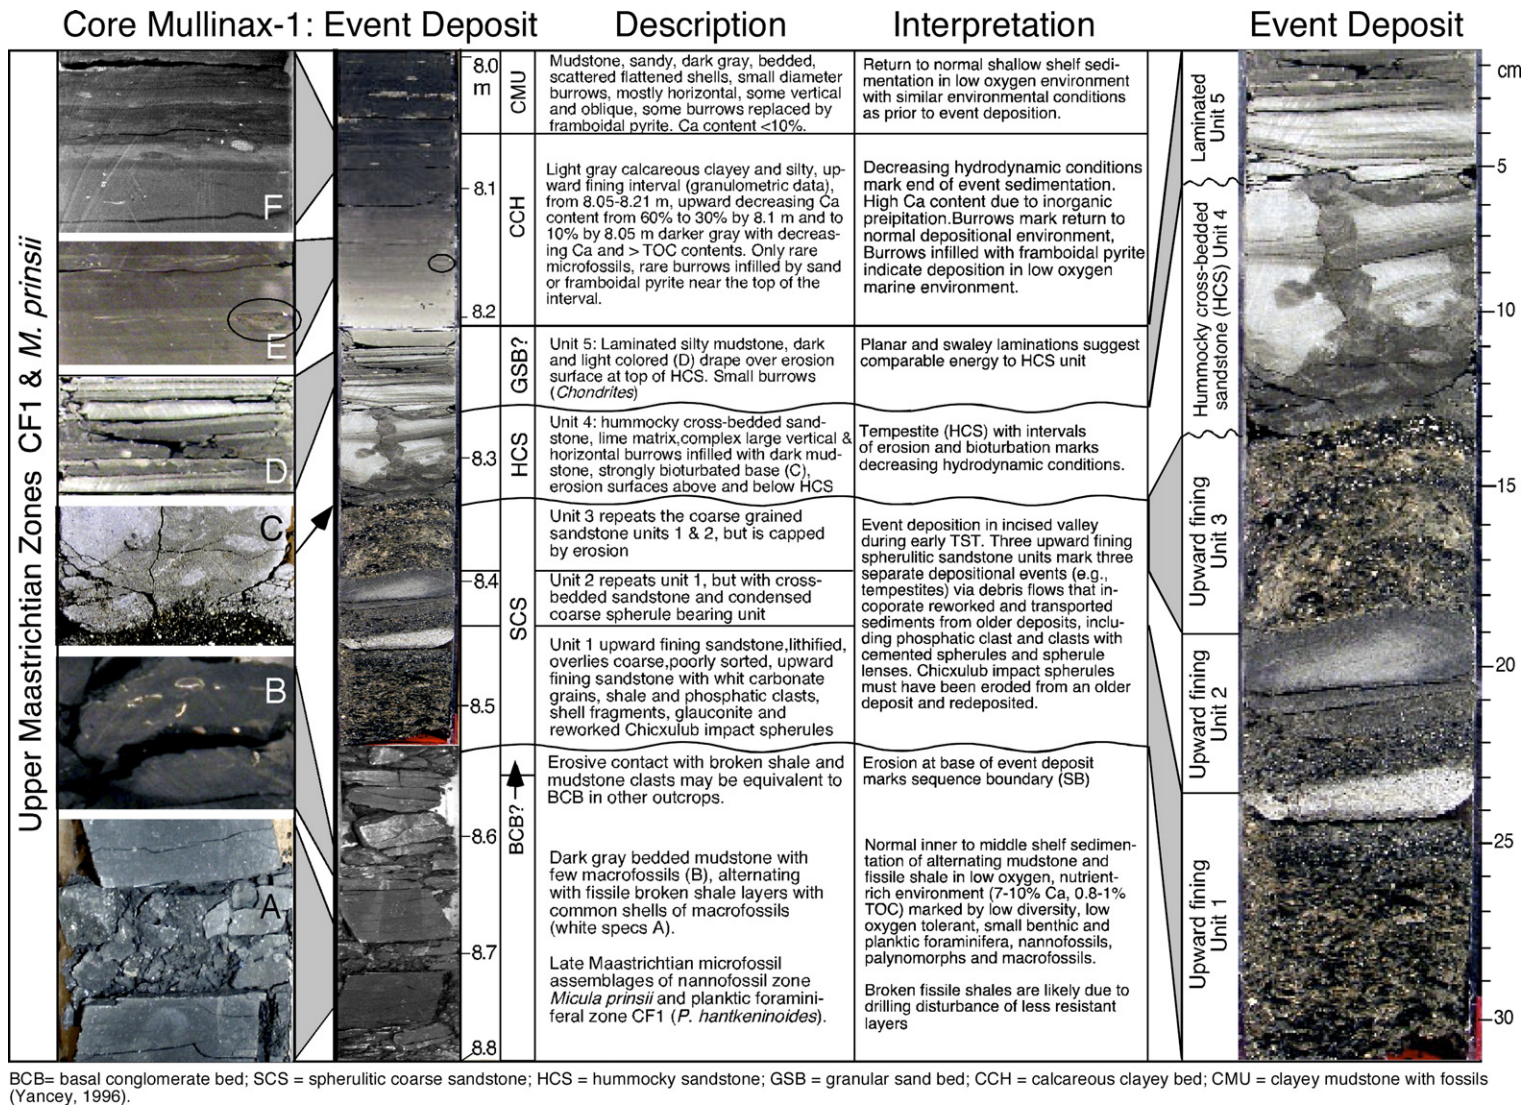 Core Mullinax-1: Event Deposit
Description
Interpretation
Event Deposit
Upper Maastrichtian Zones CF1 & M. prinsii
F
E
D
C
B
A
8.0
m
8.1
8.2
8.3
8.4
8.5
8.6
8.7
8.8
CMU
Mudstone, sandy, dark gray, bedded,
scattered flattened shells, small diameter
burrows, mostly horizontal, some vertical
and oblique, some burrows replaced by
framboidal pyrite. Ca content <10%.
Return to normal shallow shelf sedi-
mentation in low oxygen environment
with similar environmental conditions
as prior to event deposition.
CCH
Light gray calcareous clayey and silty, up-
ward fining interval (granulometric data),
from 8.05-8.21 m, upward decreasing Ca
content from 60% to 30% by 8.1 m and to
10% by 8.05 m darker gray with decreas-
ing Ca and > TOC contents. Only rare
microfossils, rare burrows infilled by sand
or framboidal pyrite near the top of the
interval.
Decreasing hydrodynamic conditions
mark end of event sedimentation.
High Ca content due to inorganic
preipitation.Burrows mark return to
normal depositional environment,
Burrows infilled with framboidal pyrite
indicate deposition in low oxygen
marine environment.
GSB?
Unit 5: Laminated silty mudstone, dark
and light colored (D) drape over erosion
surface at top of HCS. Small burrows
(Chondrites)
Planar and swaley laminations suggest
comparable energy to HCS unit
HCS
Unit 4: hummocky cross-bedded sand-
stone, lime matrix,complex large vertical &
horizontal burrows infilled with dark mud-
stone, strongly bioturbated base (C),
erosion surfaces above and below HCS
Tempestite (HCS) with intervals
of erosion and bioturbation marks
decreasing hydrodynamic conditions.
SCS
Unit 3 repeats the coarse grained
sandstone units 1 & 2, but is capped
by erosion
Unit 2 repeats unit 1, but with cross-
bedded sandstone and condensed
coarse spherule bearing unit
Unit 1 upward fining sandstone,lithified,
overlies coarse,poorly sorted, upward
fining sandstone with whit carbonate
grains, shale and phosphatic clasts,
shell fragments, glauconite and
reworked Chicxulub impact spherules
Event deposition in incised valley
during early TST. Three upward fining
spherulitic sandstone units mark three
separate depositional events (e.g.,
tempestites) via debris flows that in-
coporate reworked and transported
sediments from older deposits, inclu-
ding phosphatic clast and clasts with
cemented spherules and spherule
lenses. Chicxulub impact spherules
must have been eroded from an older
deposit and redeposited.
BCB?
Erosive contact with broken shale and
mudstone clasts may be equivalent to
BCB in other outcrops.
Erosion at base of event deposit
marks sequence boundary (SB)
Dark gray bedded mudstone with
few macrofossils (B), alternating
with fissile broken shale layers with
common shells of macrofossils
(white specs A).
Late Maastrichtian microfossil
assemblages of nannofossil zone
Micula prinsii and planktic foramini-
feral zone CF1 (P. hantkeninoides).
Normal inner to middle shelf sedimen-
tation of alternating mudstone and
fissile shale in low oxygen, nutrient-
rich environment (7-10% Ca, 0.8-1%
TOC) marked by low diversity, low
oxygen tolerant, small benthic and
planktic foraminifera, nannofossils,
palynomorphs and macrofossils.
Broken fissile shales are likely due to
drilling disturbance of less resistant
layers
Laminated
Unit 5
Hummocky cross-bedded
sandstone (HCS) Unit 4
Upward fining
Unit 3
Upward fining
Unit 2
Upward fining
Unit 1
cm
5
10
15
20
25
30
BCB= basal conglomerate bed; SCS = spherulitic coarse sandstone; HCS = hummocky sandstone; GSB = granular sand bed; CCH = calcareous clayey bed; CMU = clayey mudstone with fossils
(Yancey, 1996).